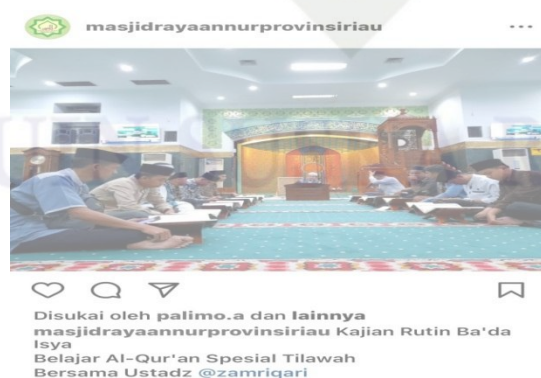 masjidrayaannurprovinsiriau
Disukai oleh palimo.a dan lainnya
masjidrayaannurprovinsiriau Kajian Rutin Ba'da
Isya
Belajar Al-Qur'an Spesial Tilawah
Bersama Ustadz @zamriqari